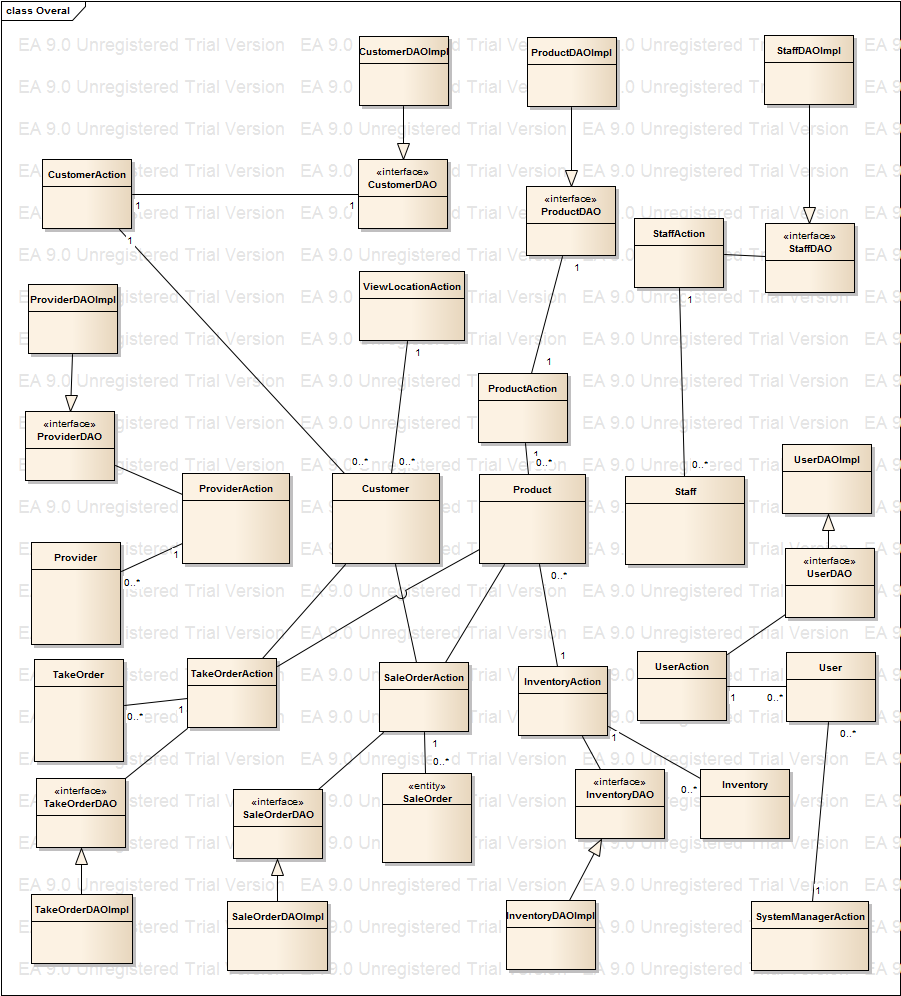 class Overal
CustomerDAOImpl
ProductDAOImpl
StaffDAOImpl
CustomerAction
«interface»
CustomerDAO
1
1
1
«interface»
ProductDAO
1
StaffAction
1
«interface»
StaffDAO
ProviderDAOImpl
ViewLocationAction
1
1
ProductAction
1
0..*
«interface»
ProviderDAO
ProviderAction
1
0..*
0..*
Customer
Product
0..*
0..*
Staff
UserDAOImpl
Provider
0..*
«interface»
UserDAO
TakeOrder
0..*
1
TakeOrderAction
SaleOrderAction
1
0..*
1
InventoryAction
1
UserAction
1
0..*
User
0..*
«interface»
TakeOrderDAO
«interface»
SaleOrderDAO
«entity»
SaleOrder
«interface»
InventoryDAO
0..*
Inventory
1
TakeOrderDAOImpl
SaleOrderDAOImpl
InventoryDAOImpl
SystemManagerAction
EA 9.0 Unregistered Trial Version